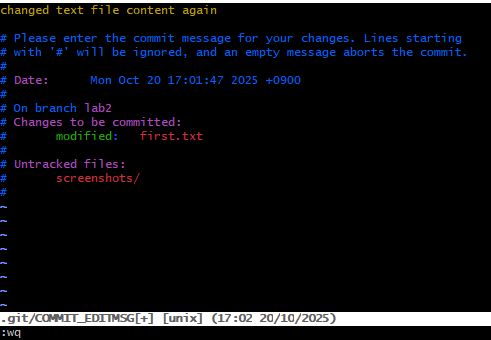 changed text file content again

# Please enter the commit message for your changes. Lines starting
# with '#' will be ignored, and an empty message aborts the commit.
#
# Date:      Mon Oct 20 17:01:47 2025 +0900
#
# On branch lab2
# Changes to be committed:
#       modified:   first.txt
#
# Untracked files:
#       screenshots/
#
~
~
~
~
~
~
~
~
.git/COMMIT_EDITMSG[+] [unix] (17:02 20/10/2025)
:wq